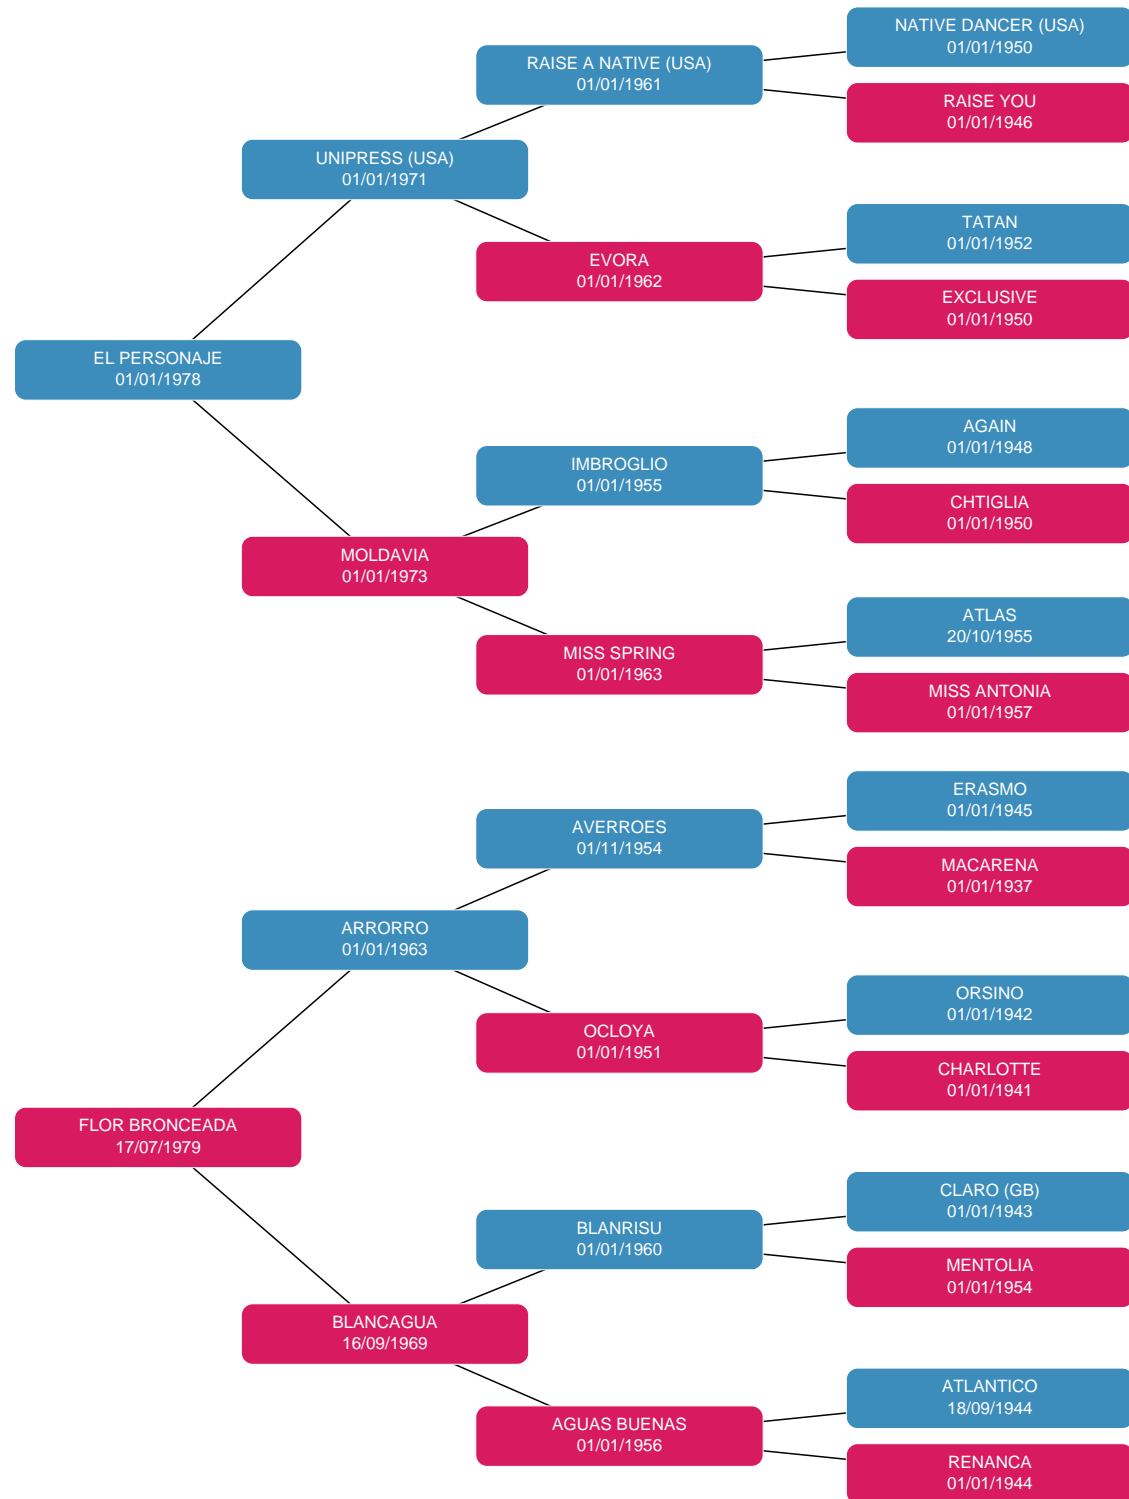 NATIVE DANCER (USA)
01/01/1950
RAISE A NATIVE (USA)
01/01/1961
RAISE YOU
01/01/1946
UNIPRESS (USA)
01/01/1971
TATAN
01/01/1952
EVORA
01/01/1962
EXCLUSIVE
01/01/1950
EL PERSONAJE
01/01/1978
AGAIN
01/01/1948
IMBROGLIO
01/01/1955
CHTIGLIA
01/01/1950
MOLDAVIA
01/01/1973
ATLAS
20/10/1955
MISS SPRING
01/01/1963
MISS ANTONIA
01/01/1957
ERASMO
01/01/1945
AVERROES
01/11/1954
MACARENA
01/01/1937
ARRORRO
01/01/1963
ORSINO
01/01/1942
OCLOYA
01/01/1951
CHARLOTTE
01/01/1941
FLOR BRONCEADA
17/07/1979
CLARO (GB)
01/01/1943
BLANRISU
01/01/1960
MENTOLIA
01/01/1954
BLANCAGUA
16/09/1969
ATLANTICO
18/09/1944
AGUAS BUENAS
01/01/1956
RENANCA
01/01/1944